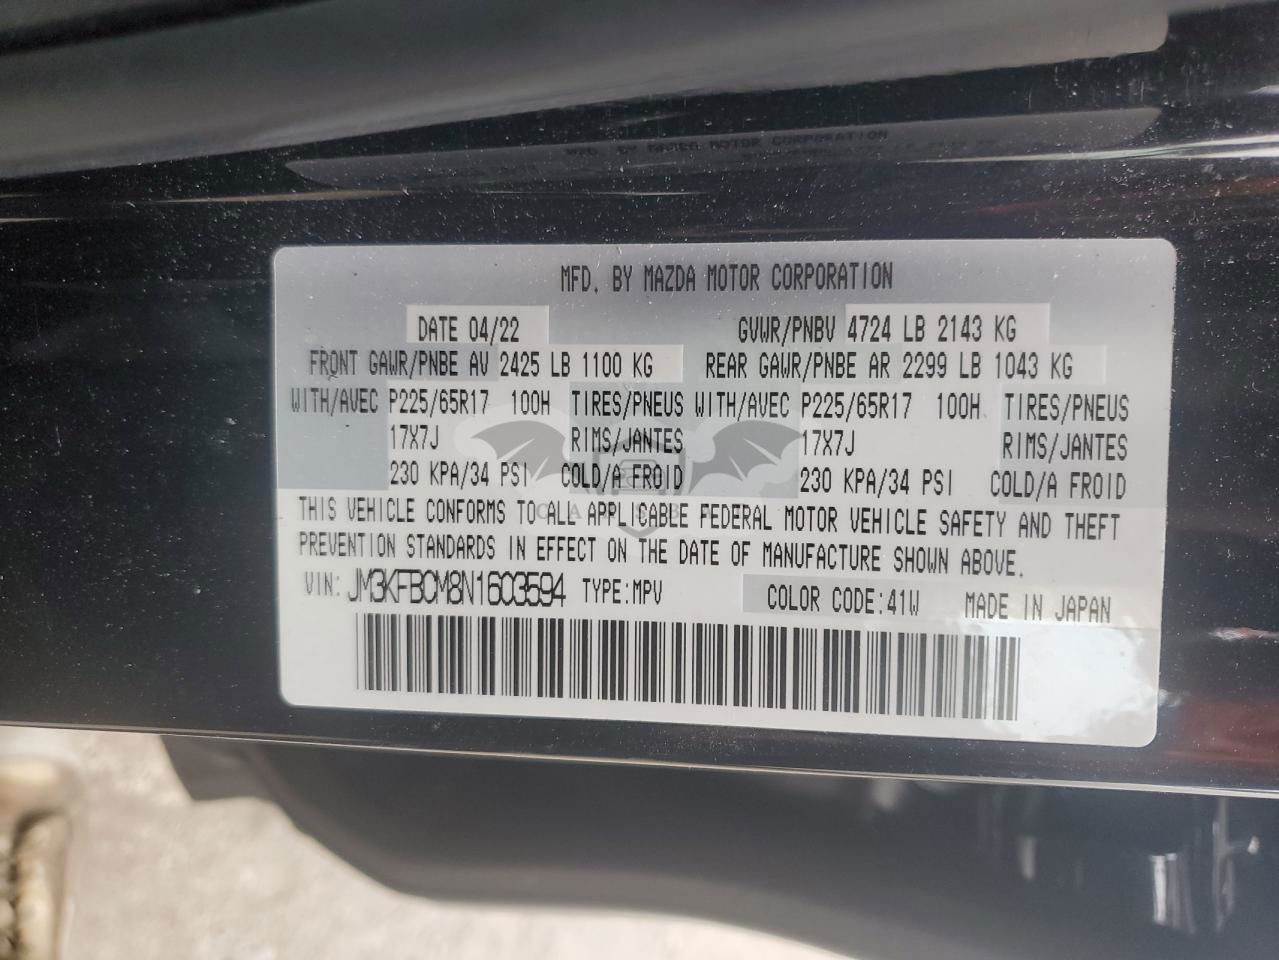 MFD. BY MAZDA MOTOR CORPORATION
DATE 04/22 GVWR/PNBV 4724 LB 2143 KG
FRONT GAWR/PNBE AV 2425 LB 1100 KG REAR GAWR/PNBE AR 2299 LB 1043 KG
WITH/AVEC P225/65R17 100H TIRES/PNEUS WITH/AVEC P225/65R17 100H TIRES/PNEUS
17X7J RIMS/JANTES 17X7J RIMS/JANTES
230 KPA/34 PSI COLD/A FROID 230 KPA/34 PSI COLD/A FROID
THIS VEHICLE CONFORMS TO ALL APPLICABLE FEDERAL MOTOR VEHICLE SAFETY AND THEFT
PREVENTION STANDARDS IN EFFECT ON THE DATE OF MANUFACTURE SHOWN ABOVE.
VIN: JM3KFBCM8N1603594 TYPE:MPV COLOR CODE:41W MADE IN JAPAN